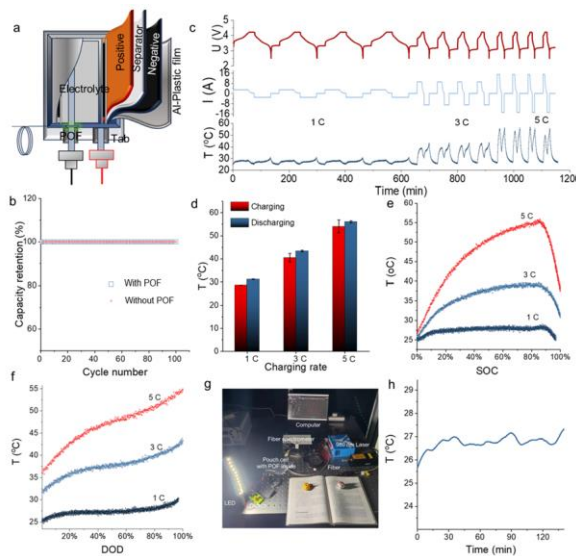 a
Positive
Separator
Negative
Al-Plastic film
Electrolyte
POF
Tab
c
U (V)
5
4
3
2
I (A)
16
8
0
-8
-16
T (°C)
60
50
40
30
20
1 C
3 C
5 C
0 200 400 600 800 1000 1200
Time (min)
b
Capacity retention (%)
120
100
80
60
With POF
Without POF
0 20 40 60 80 100
Cycle number
d
Charging
Discharging
T (°C)
60
50
40
30
20
10
0
1 C 3 C 5 C
Charging rate
e
T (oC)
60
55
50
45
40
35
30
25
20
5 C
3 C
1 C
0% 20% 40% 60% 80% 100%
SOC
f
T (°C)
55
50
45
40
35
30
25
5 C
3 C
1 C
20% 40% 60% 80% 100%
DOD
g
Computer
Fiber spectrometer
Laser
Pouch cell
with POF inside
Fiber
LED
h
T (°C)
28
27
26
25
24
0 30 60 90 120
Time (min)